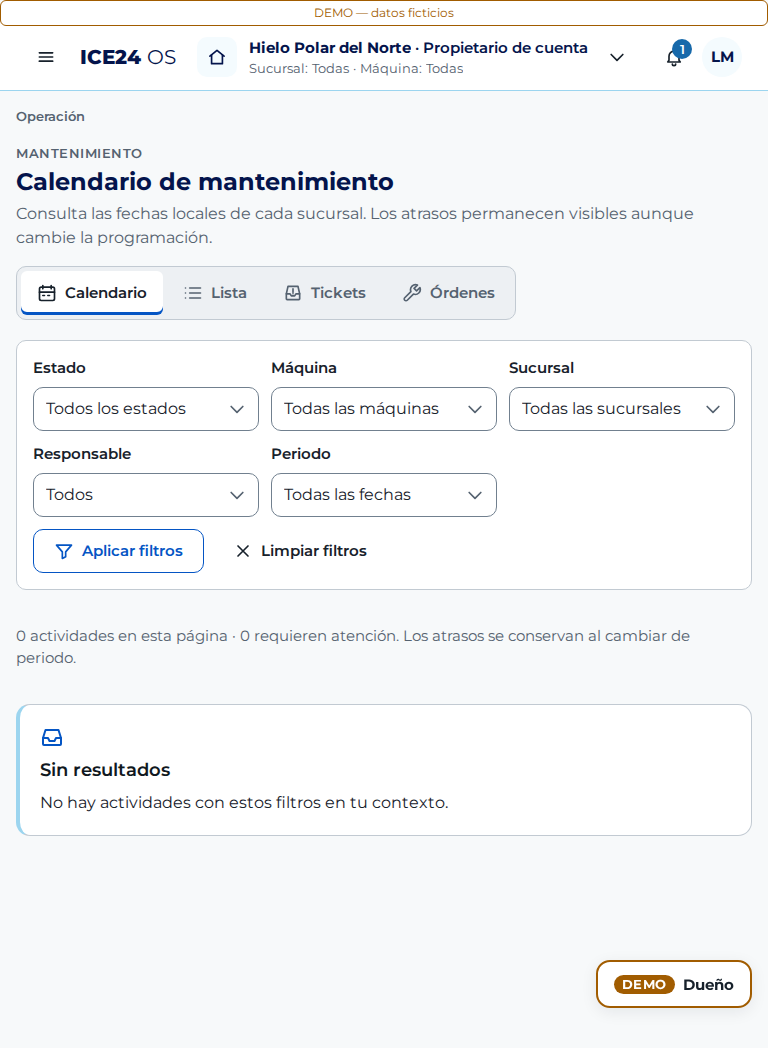 DEMO — datos ficticios
ICE24 OS
Hielo Polar del Norte · Propietario de cuenta
Sucursal: Todas · Máquina: Todas
1
LM
Operación
MANTENIMIENTO
Calendario de mantenimiento
Consulta las fechas locales de cada sucursal. Los atrasos permanecen visibles aunque
cambie la programación.
Calendario
Lista
Tickets
Órdenes
Estado
Máquina
Sucursal
Todos los estados
Todas las máquinas
Todas las sucursales
Responsable
Periodo
Todos
Todas las fechas
Aplicar filtros
Limpiar filtros
0 actividades en esta página · 0 requieren atención. Los atrasos se conservan al cambiar de
periodo.
Sin resultados
No hay actividades con estos filtros en tu contexto.
DEMO Dueño